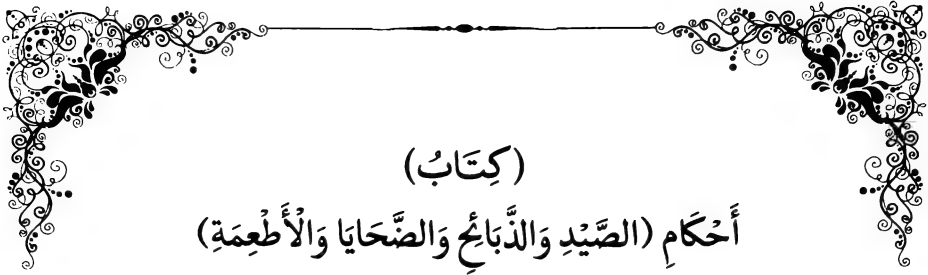 (كِتَابُ)
أَحْكَامِ (الصَّيْدِ وَالذَّبَائِحِ وَالضَّحَايَا وَالْأَطْعِمَةِ)